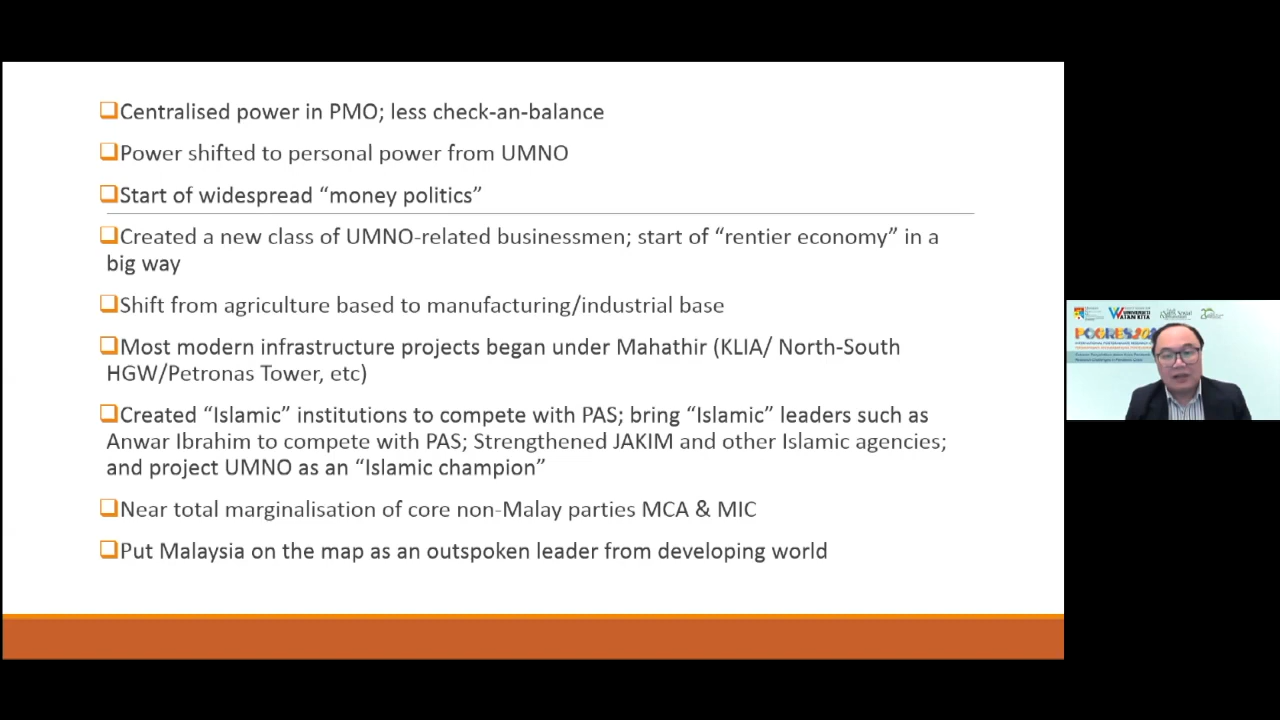 ❑Centralised power in PMO; less check-an-balance
❑Power shifted to personal power from UMNO
❑Start of widespread “money politics”
❑Created a new class of UMNO-related businessmen; start of “rentier economy” in a
big way
❑Shift from agriculture based to manufacturing/industrial base
❑Most modern infrastructure projects began under Mahathir (KLIA/ North-South
HGW/Petronas Tower, etc)
❑Created “Islamic” institutions to compete with PAS; bring “Islamic” leaders such as
Anwar Ibrahim to compete with PAS; Strengthened JAKIM and other Islamic agencies;
and project UMNO as an “Islamic champion”
❑Near total marginalisation of core non-Malay parties MCA & MIC
❑Put Malaysia on the map as an outspoken leader from developing world
UNIVERSITI
WATAN KITA
Sains Sosial